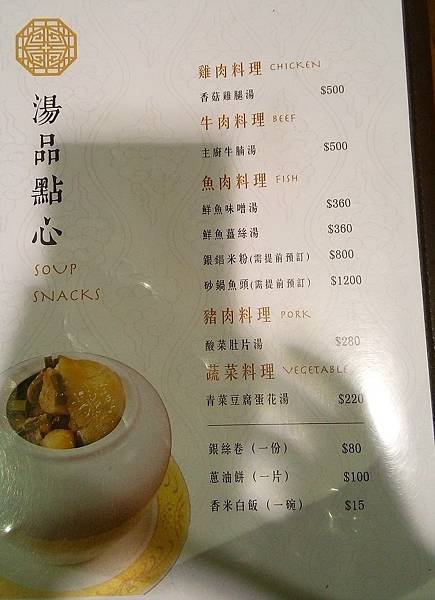 湯品點心
SOUP
SNACKS
雞肉料理 CHICKEN
香菇雞腿湯 $500
牛肉料理 BEEF
主廚牛腩湯 $500
魚肉料理 FISH
鮮魚味噌湯 $360
鮮魚薑絲湯 $360
銀鯧米粉(需提前預訂) $800
砂鍋魚頭(需提前預訂) $1200
豬肉料理 PORK
酸菜肚片湯 $280
蔬菜料理 VEGETABLE
青菜豆腐蛋花湯 $220
銀絲卷（一份） $80
蔥油餅（一片） $100
香米白飯（一碗） $15